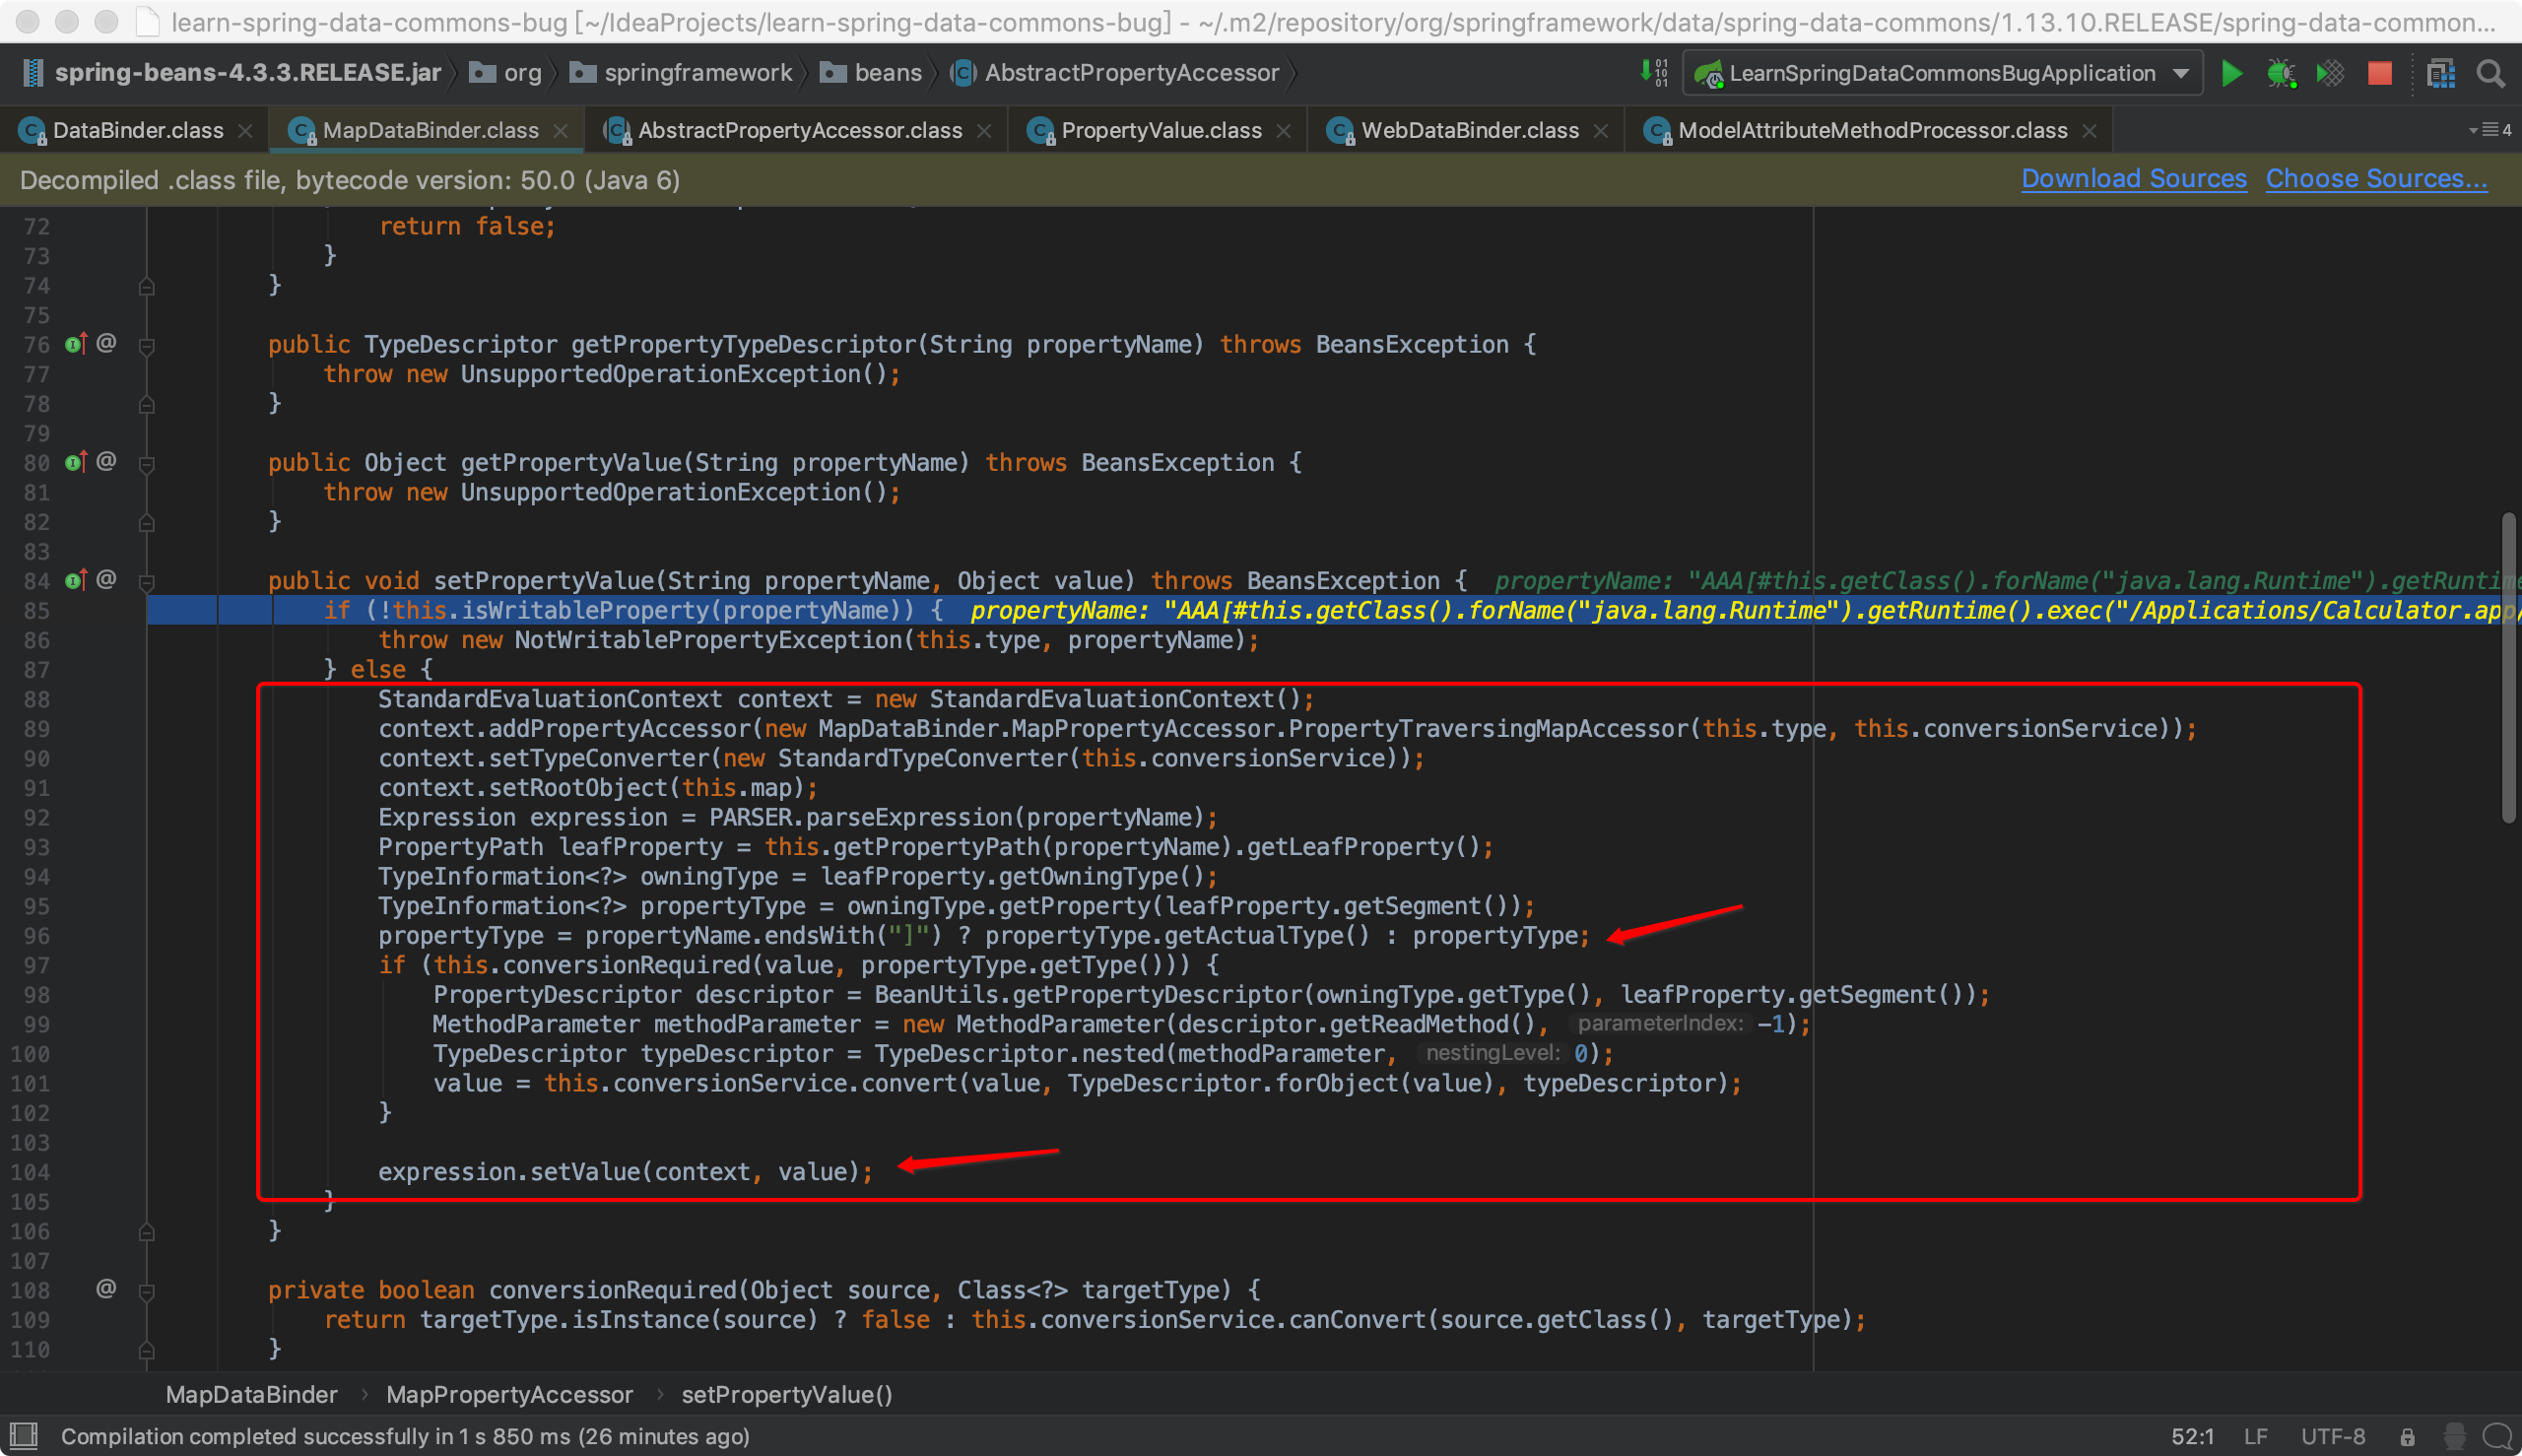 learn-spring-data-commons-bug [~/IdeaProjects/learn-spring-data-commons-bug] - ~/.m2/repository/org/springframework/data/spring-data-commons/1.13.10.RELEASE/spring-data-common...
spring-beans-4.3.3.RELEASE.jar org springframework beans AbstractPropertyAccessor LearnSpringDataCommonsBugApplication
DataBinder.class MapDataBinder.class AbstractPropertyAccessor.class PropertyValue.class WebDataBinder.class ModelAttributeMethodProcessor.class 4
Decompiled .class file, bytecode version: 50.0 (Java 6) Download Sources Choose Sources...
72 return false;
73 }
74 }
75
76 @ public TypeDescriptor getPropertyTypeDescriptor(String propertyName) throws BeansException {
77 throw new UnsupportedOperationException();
78 }
79
80 @ public Object getPropertyValue(String propertyName) throws BeansException {
81 throw new UnsupportedOperationException();
82 }
83
84 @ public void setPropertyValue(String propertyName, Object value) throws BeansException { propertyName: "AAA[#this.getClass().forName("java.lang.Runtime").getRuntime
85 if (!this.isWritableProperty(propertyName)) { propertyName: "AAA[#this.getClass().forName("java.lang.Runtime").getRuntime().exec("/Applications/Calculator.app/
86 throw new NotWritablePropertyException(this.type, propertyName);
87 } else {
88 StandardEvaluationContext context = new StandardEvaluationContext();
89 context.addPropertyAccessor(new MapDataBinder.MapPropertyAccessor.PropertyTraversingMapAccessor(this.type, this.conversionService));
90 context.setTypeConverter(new StandardTypeConverter(this.conversionService));
91 context.setRootObject(this.map);
92 Expression expression = PARSER.parseExpression(propertyName);
93 PropertyPath leafProperty = this.getPropertyPath(propertyName).getLeafProperty();
94 TypeInformation<?> owningType = leafProperty.getOwningType();
95 TypeInformation<?> propertyType = owningType.getProperty(leafProperty.getSegment());
96 propertyType = propertyName.endsWith("]") ? propertyType.getActualType() : propertyType;
97 if (this.conversionRequired(value, propertyType.getType())) {
98 PropertyDescriptor descriptor = BeanUtils.getPropertyDescriptor(owningType.getType(), leafProperty.getSegment());
99 MethodParameter methodParameter = new MethodParameter(descriptor.getReadMethod(), parameterIndex: -1);
100 TypeDescriptor typeDescriptor = TypeDescriptor.nested(methodParameter, nestingLevel: 0);
101 value = this.conversionService.convert(value, TypeDescriptor.forObject(value), typeDescriptor);
102 }
103
104 expression.setValue(context, value);
105 }
106 }
107
108 @ private boolean conversionRequired(Object source, Class<?> targetType) {
109 return targetType.isInstance(source) ? false : this.conversionService.canConvert(source.getClass(), targetType);
110 }
MapDataBinder MapPropertyAccessor setPropertyValue()
Compilation completed successfully in 1 s 850 ms (26 minutes ago) 52:1 LF UTF-8